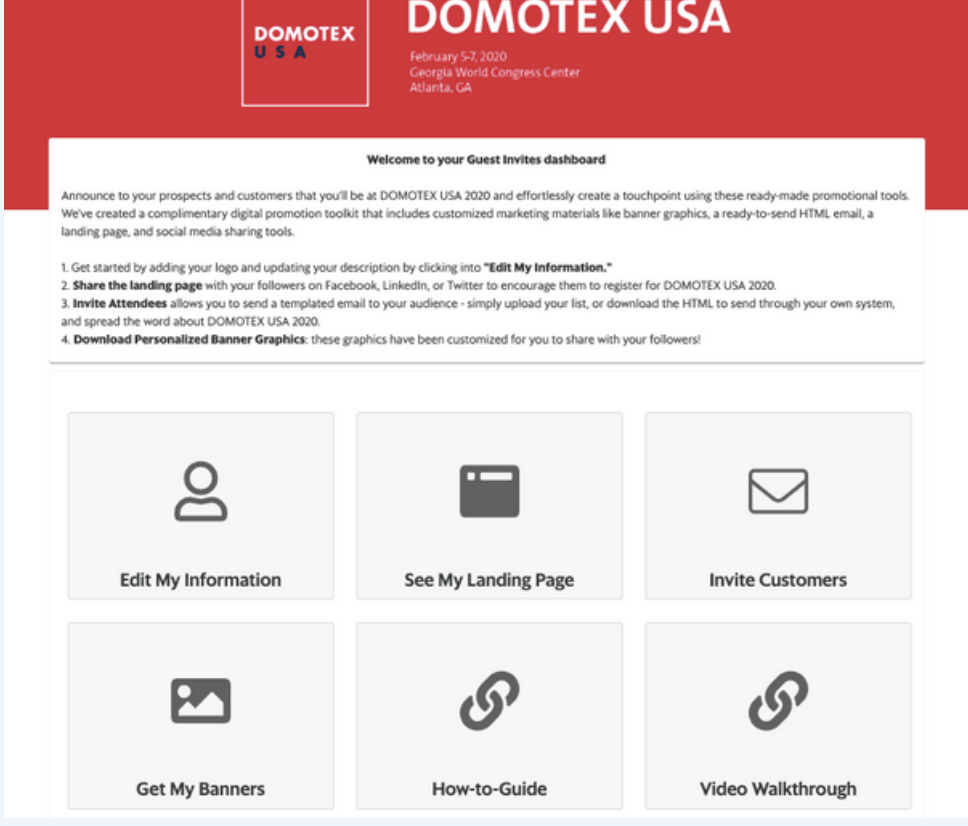 DOMOTEX
USA
DOMOTEX USA
February 5-7, 2020
Georgia World Congress Center
Atlanta, GA
Welcome to your Guest Invites dashboard
Announce to your prospects and customers that you'll be at DOMOTEX USA 2020 and effortlessly create a touchpoint using these ready-made promotional tools.
We've created a complimentary digital promotion toolkit that includes customized marketing materials like banner graphics, a ready-to-send HTML email, a
landing page, and social media sharing tools.
1. Get started by adding your logo and updating your description by clicking into "Edit My Information."
2. Share the landing page with your followers on Facebook, LinkedIn, or Twitter to encourage them to register for DOMOTEX USA 2020.
3. Invite Attendees allows you to send a templated email to your audience - simply upload your list, or download the HTML to send through your own system,
and spread the word about DOMOTEX USA 2020.
4. Download Personalized Banner Graphics: these graphics have been customized for you to share with your followers!
Edit My Information
See My Landing Page
Invite Customers
Get My Banners
How-to-Guide
Video Walkthrough